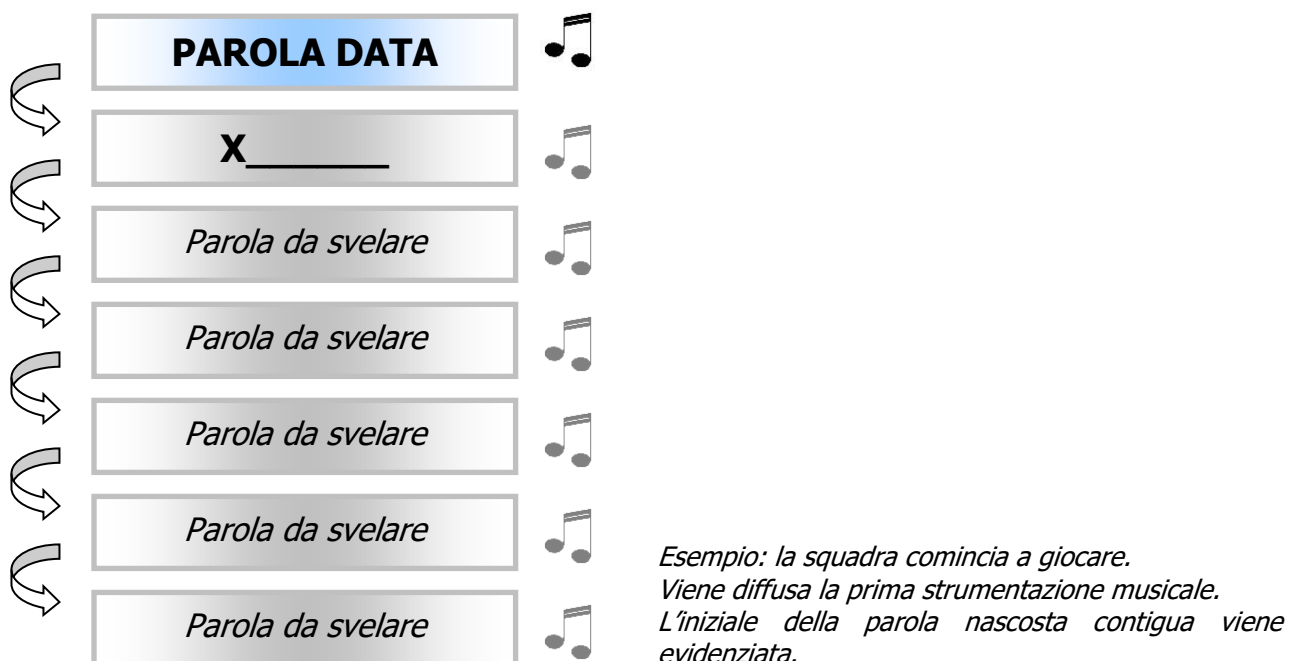 PAROLA DATA
X______
Parola da svelare
Parola da svelare
Parola da svelare
Parola da svelare
Parola da svelare
Esempio: la squadra comincia a giocare.
Viene diffusa la prima strumentazione musicale.
L’iniziale della parola nascosta contigua viene
evidenziata.